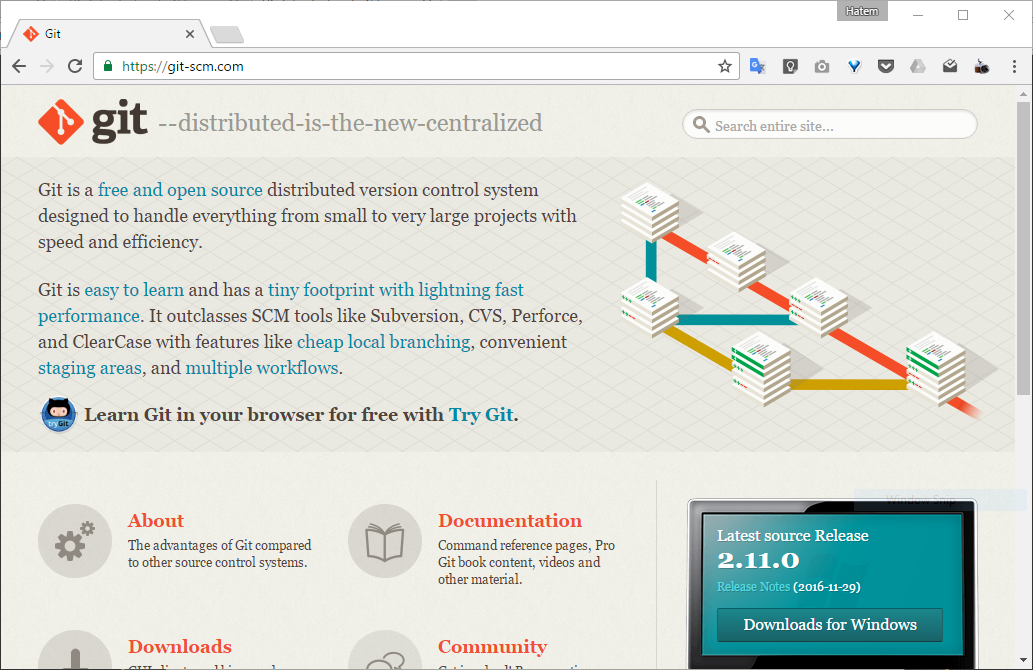 Hatem
Git
https://git-scm.com
git --distributed-is-the-new-centralized
Search entire site...
Git is a free and open source distributed version control system
designed to handle everything from small to very large projects with
speed and efficiency.
Git is easy to learn and has a tiny footprint with lightning fast
performance. It outclasses SCM tools like Subversion, CVS, Perforce,
and ClearCase with features like cheap local branching, convenient
staging areas, and multiple workflows.
Learn Git in your browser for free with Try Git.
About
The advantages of Git compared
to other source control systems.
Documentation
Command reference pages, Pro
Git book content, videos and
other material.
Window Snip
Latest source Release
2.11.0
Release Notes (2016-11-29)
Downloads for Windows
Downloads
Community